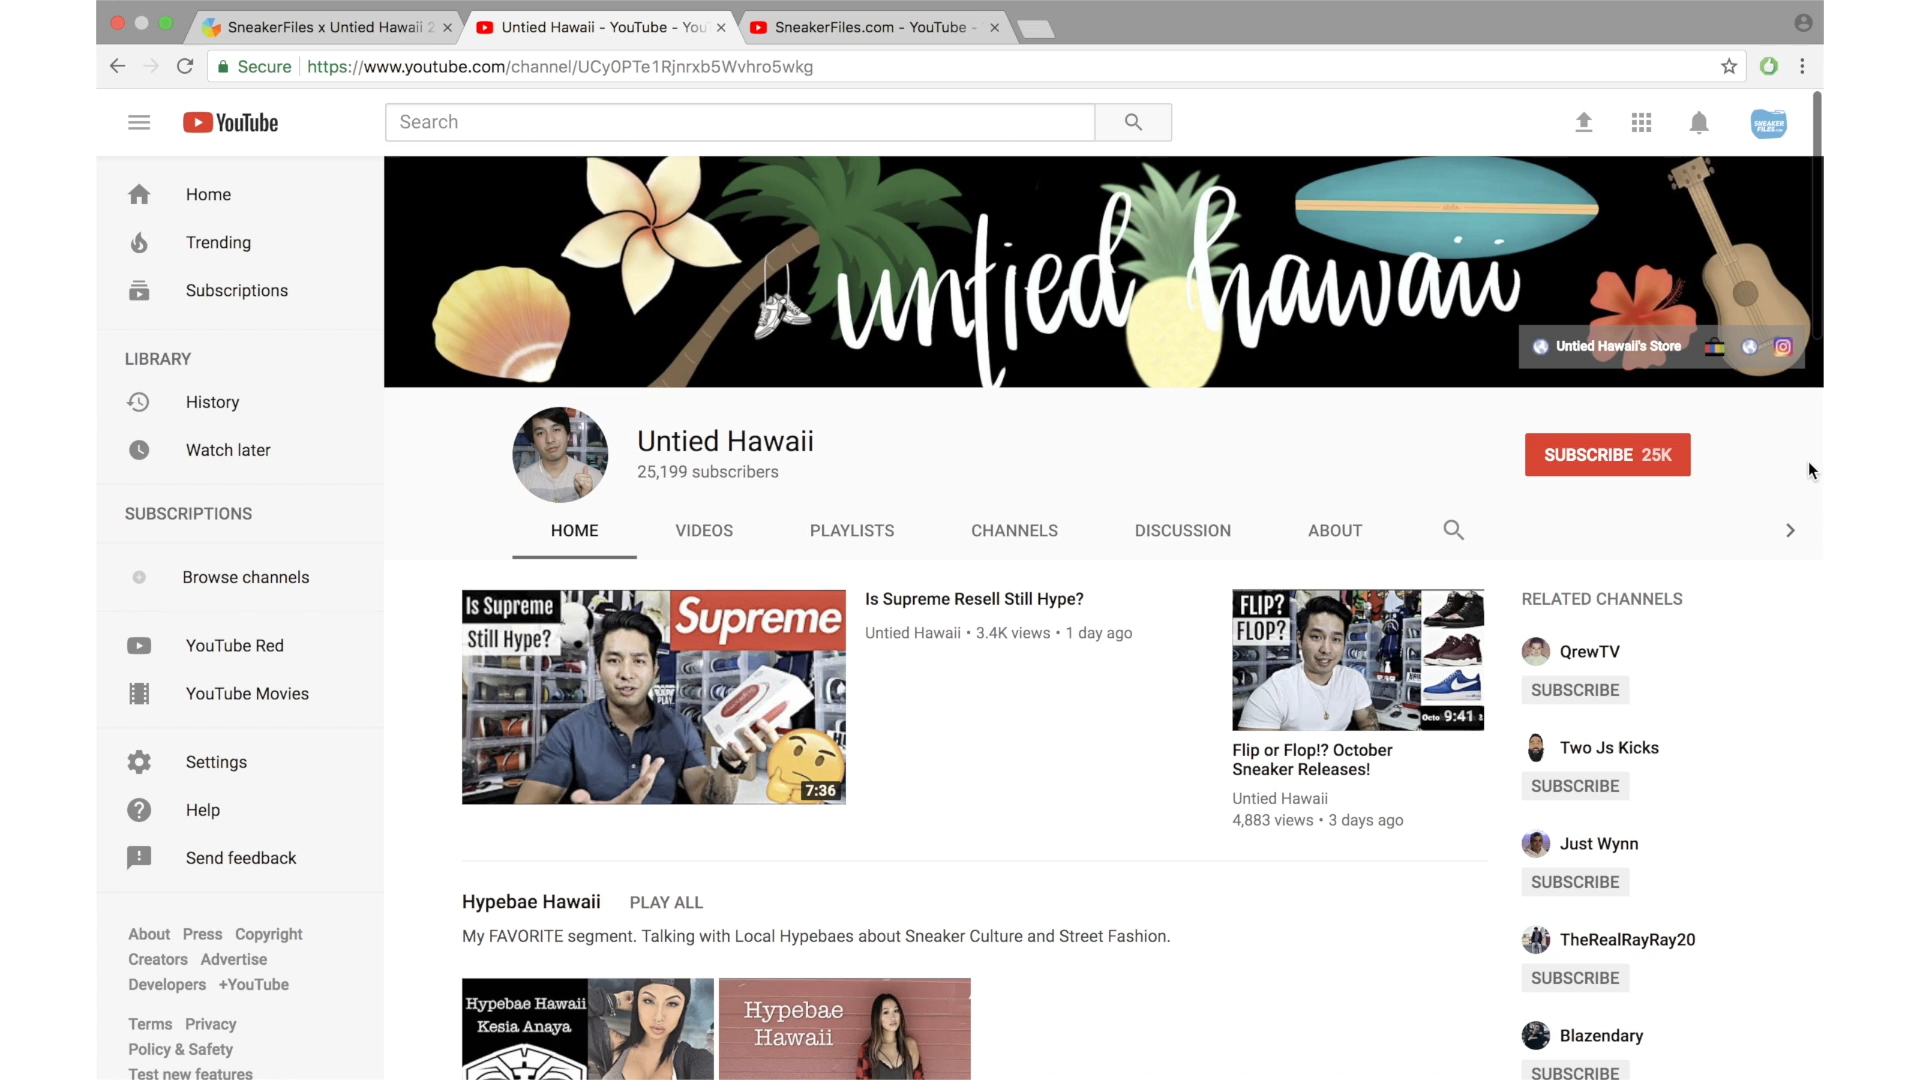 SneakerFiles x Untied Hawaii 2
Untied Hawaii - YouTube - You
SneakerFiles.com - YouTube -
Secure https://www.youtube.com/channel/UCy0PTe1Rjnrxb5Wvhro5wkg
YouTube
Search
SNEAKER
FILES.COM
Home
Trending
Subscriptions
LIBRARY
History
Watch later
SUBSCRIPTIONS
Browse channels
YouTube Red
YouTube Movies
Settings
Help
Send feedback
About Press Copyright
Creators Advertise
Developers +YouTube
Terms Privacy
Policy & Safety
Test new features
untied hawaii
Untied Hawaii's Store
Untied Hawaii
25,199 subscribers
SUBSCRIBE 25K
HOME VIDEOS PLAYLISTS CHANNELS DISCUSSION ABOUT
Is Supreme
Still Hype?
Supreme
7:36
Is Supreme Resell Still Hype?
Untied Hawaii • 3.4K views • 1 day ago
FLIP?
FLOP?
Octo 9:41
Flip or Flop!? October
Sneaker Releases!
Untied Hawaii
4,883 views • 3 days ago
RELATED CHANNELS
QrewTV
SUBSCRIBE
Two Js Kicks
SUBSCRIBE
Just Wynn
SUBSCRIBE
TheRealRayRay20
SUBSCRIBE
Blazendary
SUBSCRIBE
Hypebae Hawaii PLAY ALL
My FAVORITE segment. Talking with Local Hypebaes about Sneaker Culture and Street Fashion.
Hypebae Hawaii
Kesia Anaya
Hypebae
Hawaii